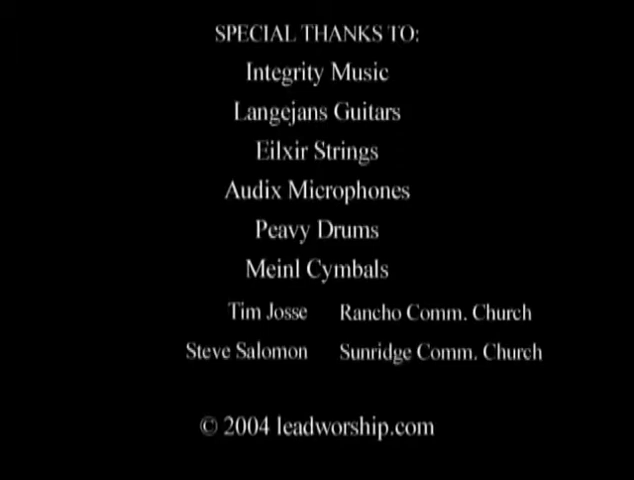 SPECIAL THANKS TO:
Integrity Music
Langejans Guitars
Eilxir Strings
Audix Microphones
Peavy Drums
Meinl Cymbals
Tim Josse Rancho Comm. Church
Steve Salomon Sunridge Comm. Church
© 2004 leadworship.com